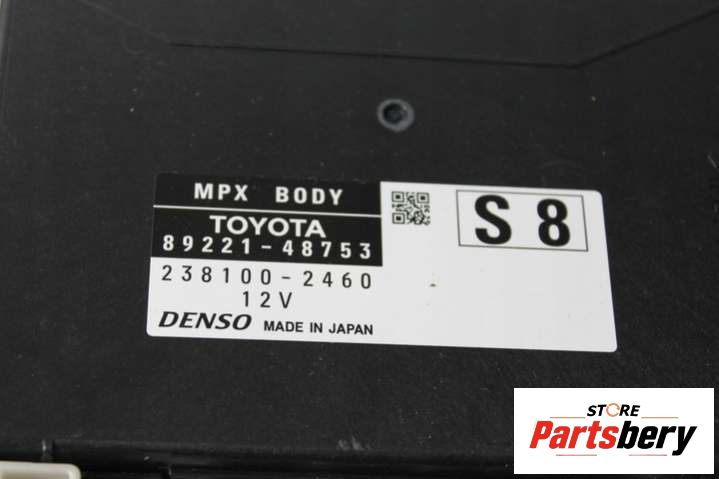 MPX BODY
TOYOTA
89221-48753
238100-2460
12V
DENSO MADE IN JAPAN
S 8
STORE
Partsbery